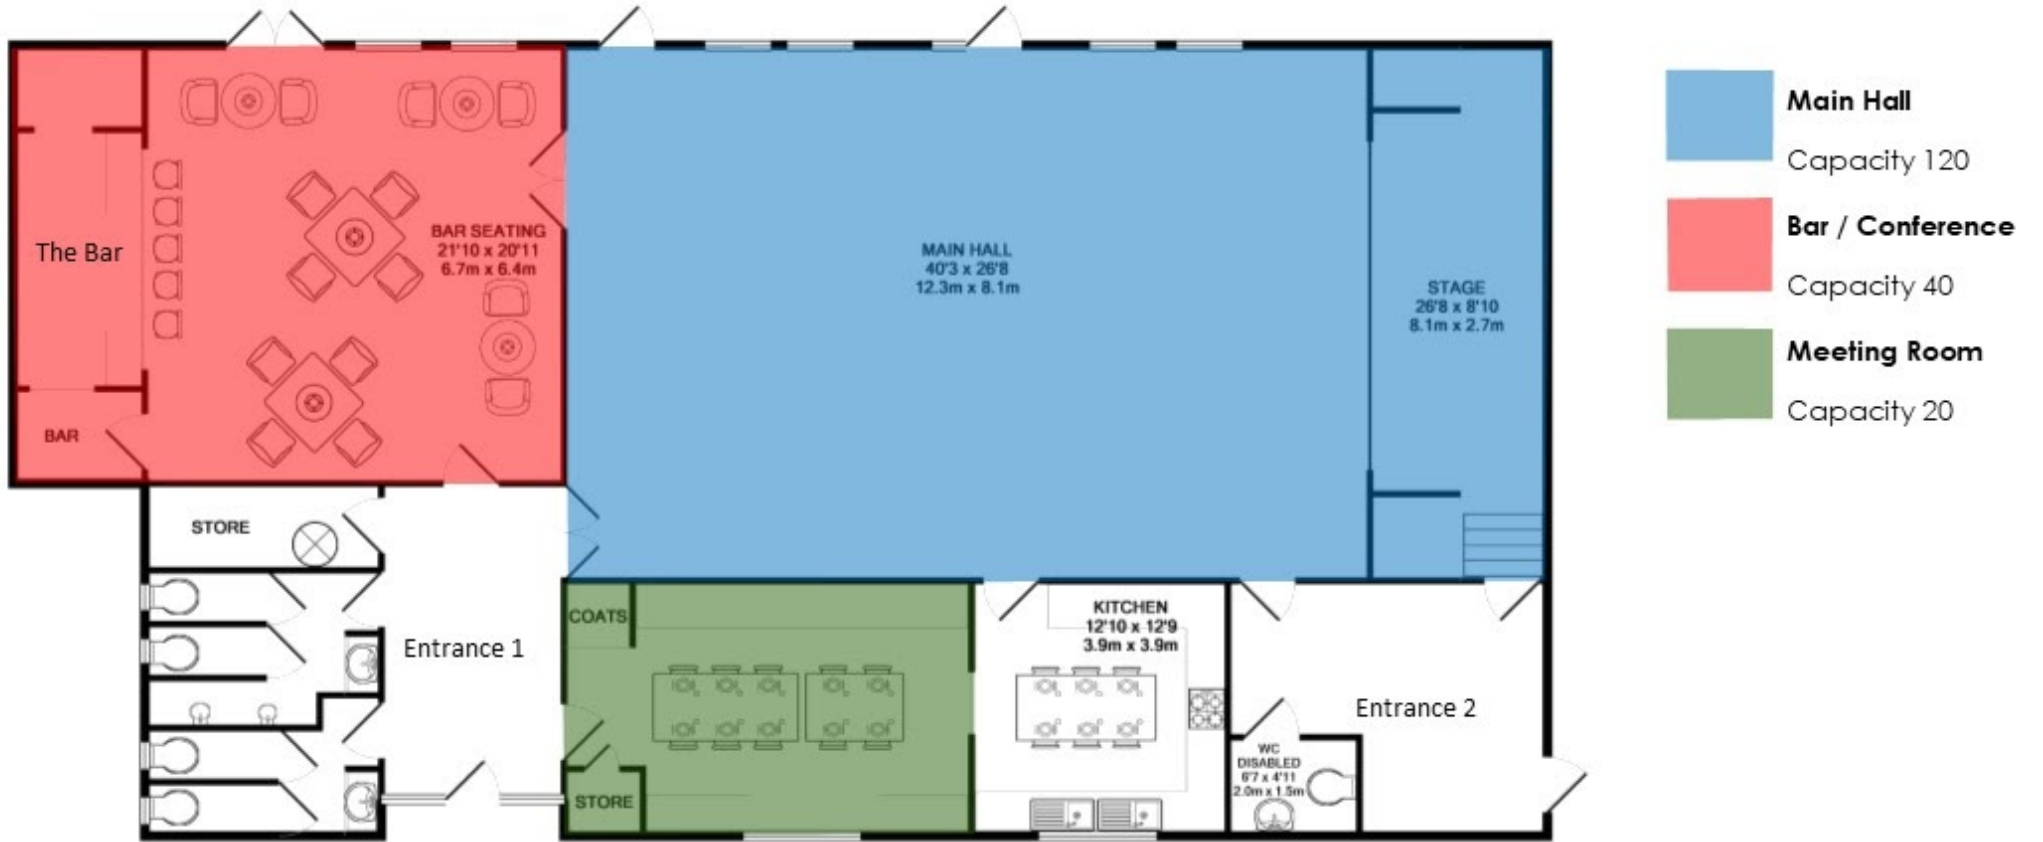 The Bar
BAR SEATING
21'10 x 20'11
6.7m x 6.4m
BAR
MAIN HALL
40'3 x 26'8
12.3m x 8.1m
STAGE
26'8 x 8'10
8.1m x 2.7m
Main Hall
Capacity 120
Bar / Conference
Capacity 40
Meeting Room
Capacity 20
STORE
Entrance 1
COATS
STORE
KITCHEN
12'10 x 12'9
3.9m x 3.9m
Entrance 2
WC
DISABLED
6'7 x 4'11
2.0m x 1.5m